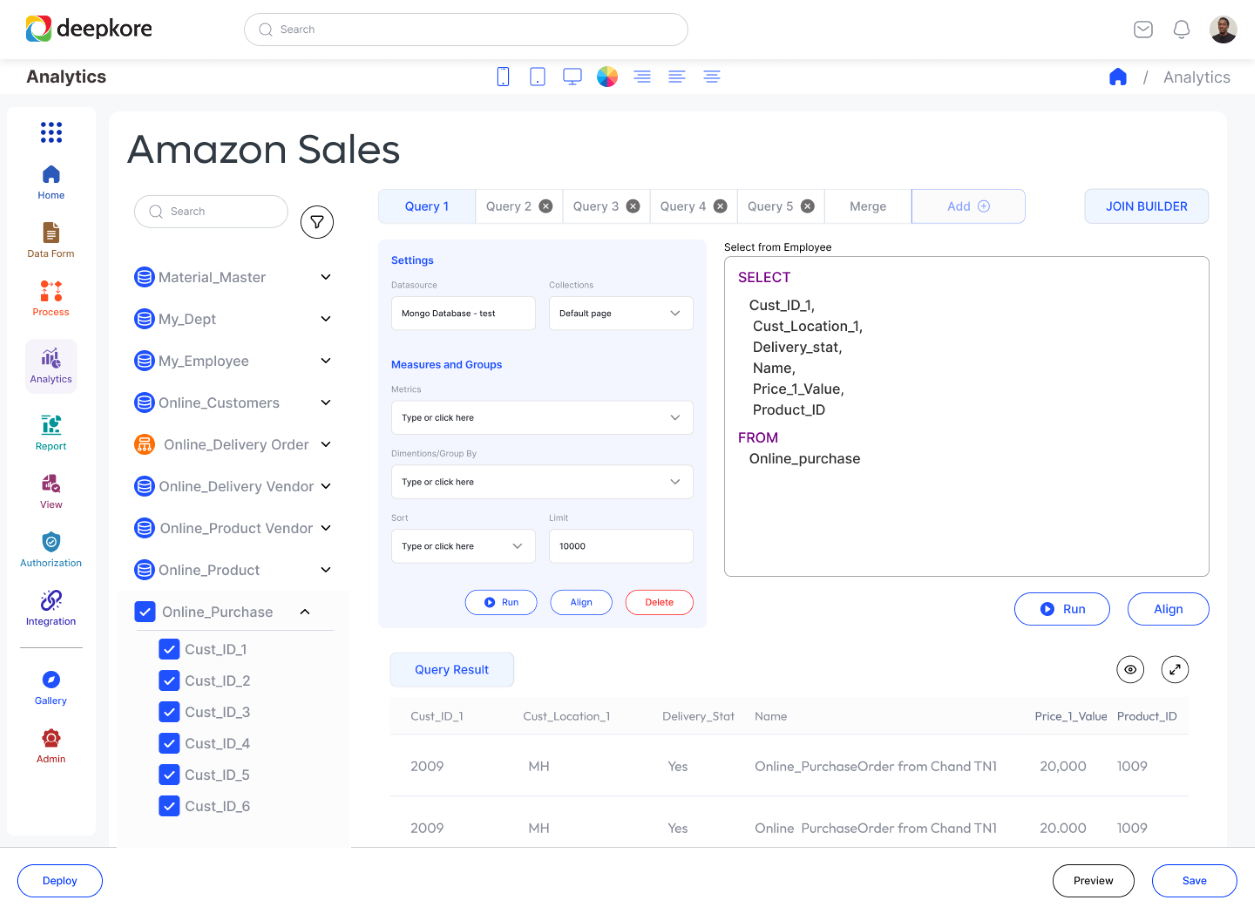 deepkore
Search
Analytics
/ Analytics
Amazon Sales
Home
Data Form
Process
Analytics
Report
View
Authorization
Integration
Gallery
Admin
Search
Material_Master
My_Dept
My_Employee
Online_Customers
Online_Delivery Order
Online_Delivery Vendor
Online_Product Vendor
Online_Product
Online_Purchase
Cust_ID_1
Cust_ID_2
Cust_ID_3
Cust_ID_4
Cust_ID_5
Cust_ID_6
Query 1 Query 2 Query 3 Query 4 Query 5 Merge Add
JOIN BUILDER
Settings
Datasource Collections
Mongo Database - test Default page
Measures and Groups
Metrics
Type or click here
Dimentions/Group By
Type or click here
Sort Limit
Type or click here 10000
Run Align Delete
Select from Employee
SELECT
Cust_ID_1,
Cust_Location_1,
Delivery_stat,
Name,
Price_1_Value,
Product_ID
FROM
Online_purchase
Run Align
Query Result
Cust_ID_1 Cust_Location_1 Delivery_Stat Name Price_1_Value Product_ID
2009 MH Yes Online_PurchaseOrder from Chand TN1 20,000 1009
2009 MH Yes Online_PurchaseOrder from Chand TN1 20.000 1009
Deploy
Preview
Save